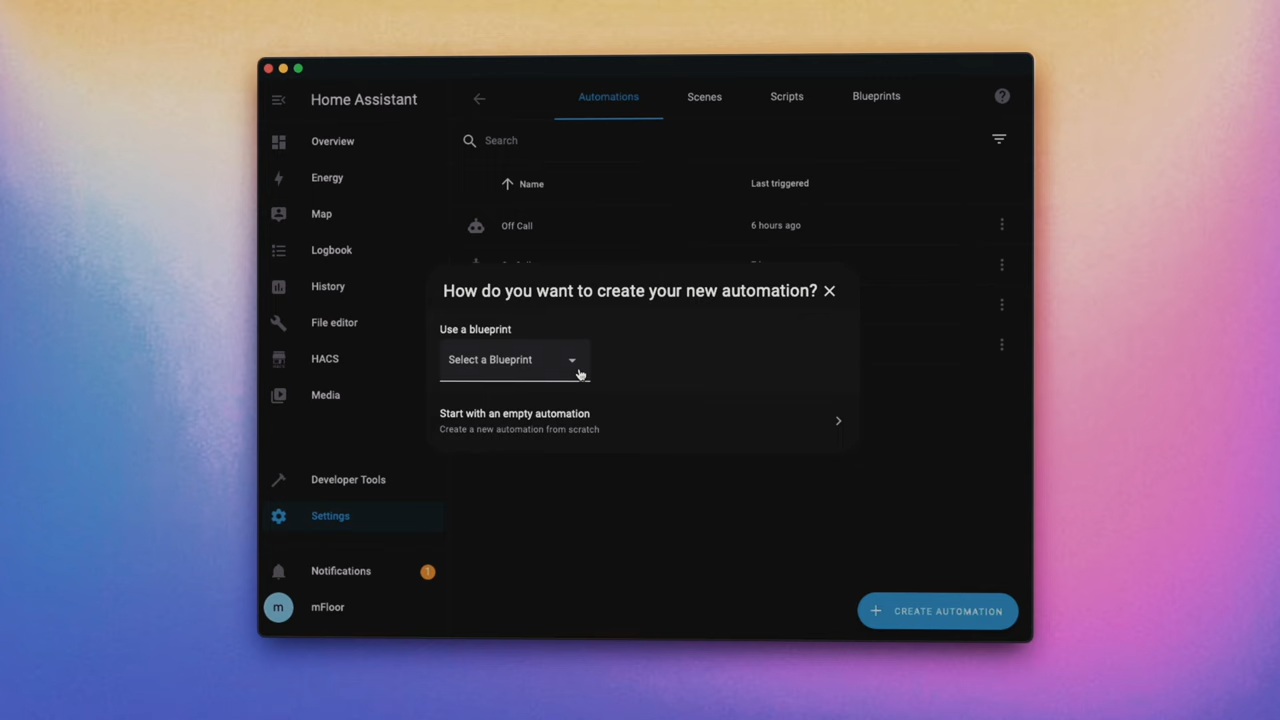 Home Assistant
Automations
Scenes
Scripts
Blueprints
Overview
Search
Energy
Name
Last triggered
Map
Off Call
6 hours ago
Logbook
History
How do you want to create your new automation?
File editor
Use a blueprint
HACS
Select a Blueprint
Media
Start with an empty automation
Create a new automation from scratch
Developer Tools
Settings
Notifications
1
m
mFloor
CREATE AUTOMATION